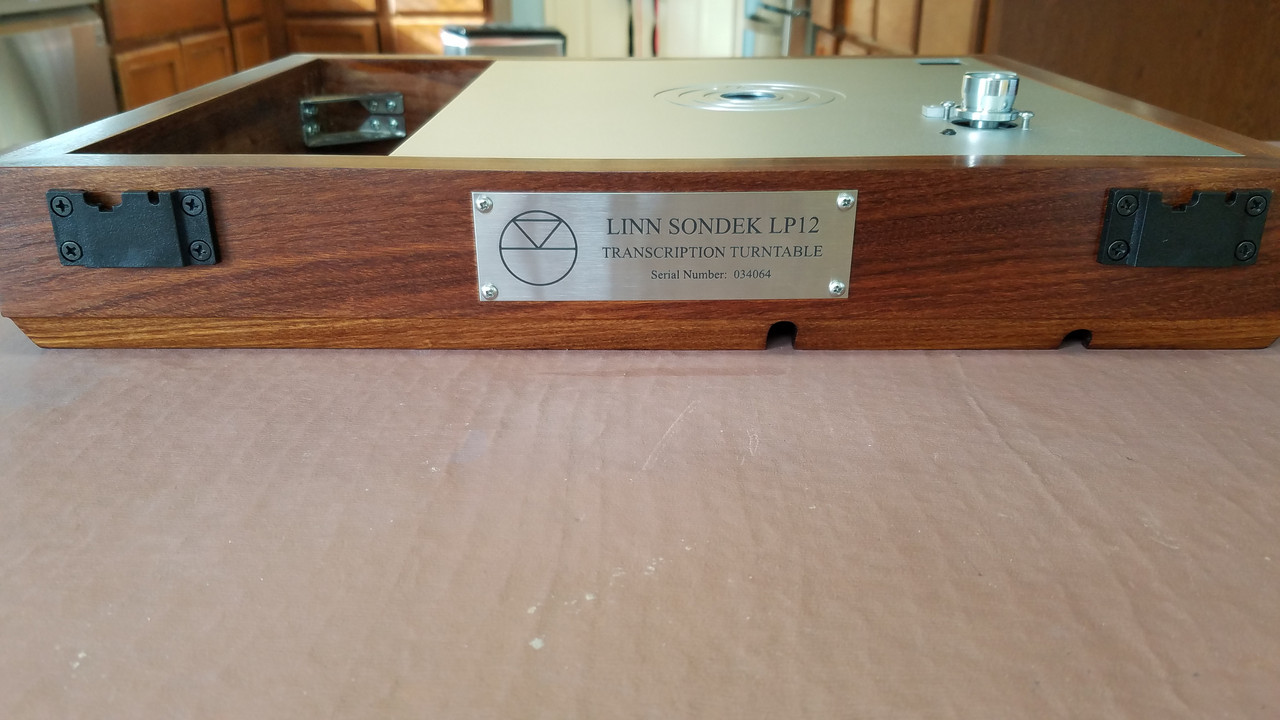 LINN SONDEK LP12
TRANSCRIPTION TURNTABLE
Serial Number: 034064